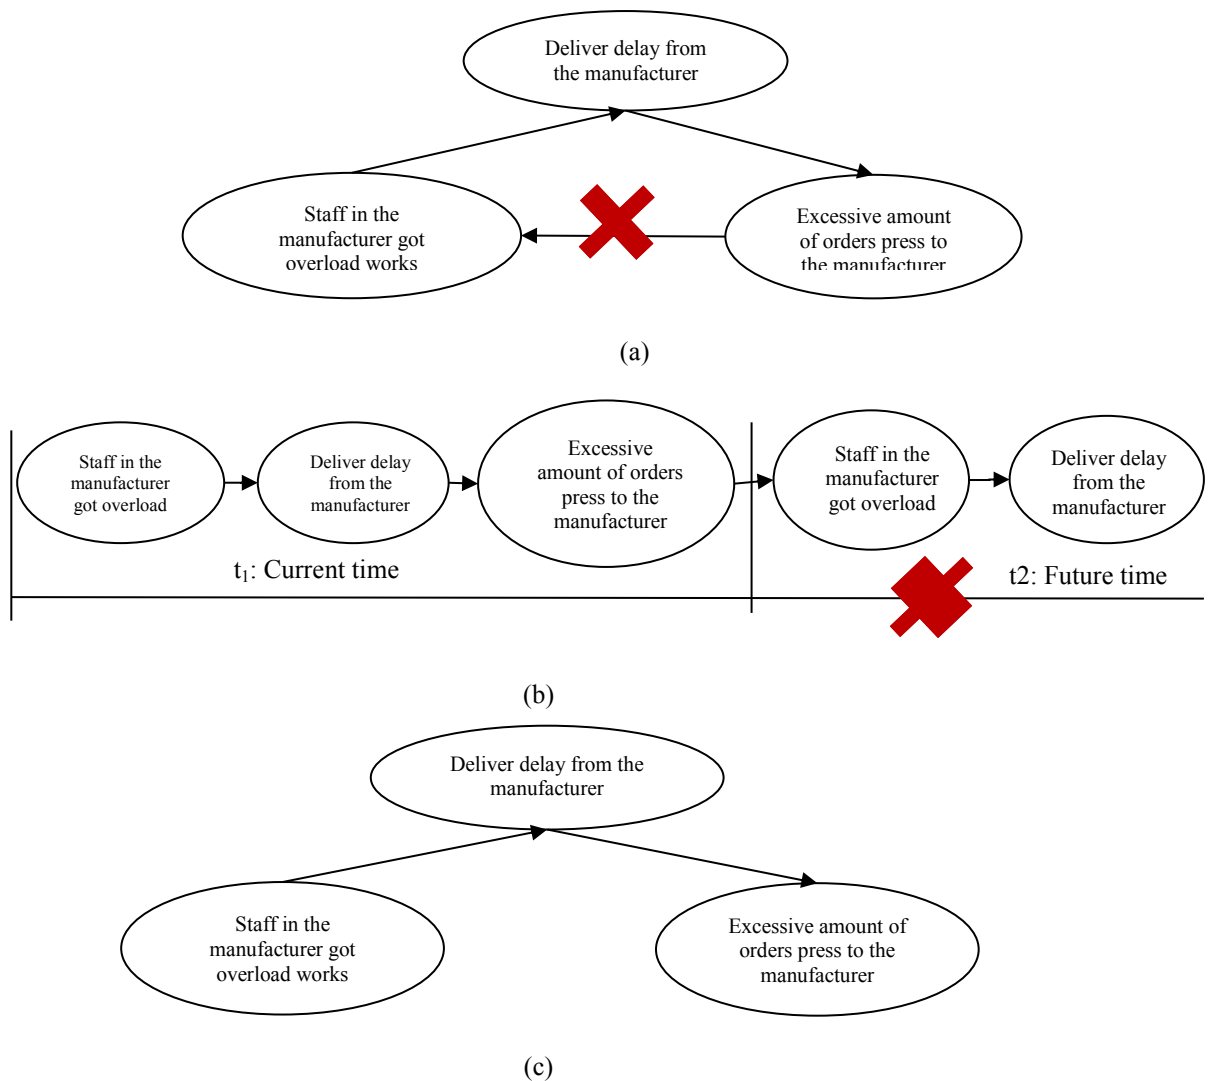 Deliver delay from
the manufacturer
Staff in the
manufacturer got
overload works
Excessive amount
of orders press to
the manufacturer
(a)
Staff in the
manufacturer
got overload
Deliver delay
from the
manufacturer
Excessive
amount of orders
press to the
manufacturer
Staff in the
manufacturer
got overload
Deliver delay
from the
manufacturer
t₁: Current time
t2: Future time
(b)
Deliver delay from the
manufacturer
Staff in the
manufacturer got
overload works
Excessive amount of
orders press to the
manufacturer
(c)